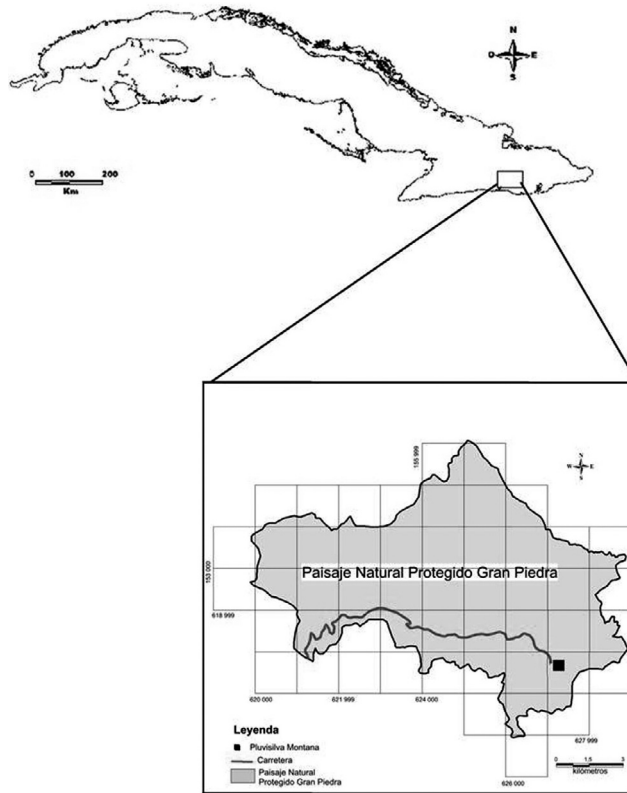 N
O E
S
0 100 200
Km
155 999
N
W E
S
153 000
Paisaje Natural Protegido Gran Piedra
618 999
620 000
621 999
624 000
627 999
626 000
Leyenda
Pluvisilva Montana
Carretera
Paisaje Natural
Protegido Gran Piedra
0 1,5 3
kilómetros